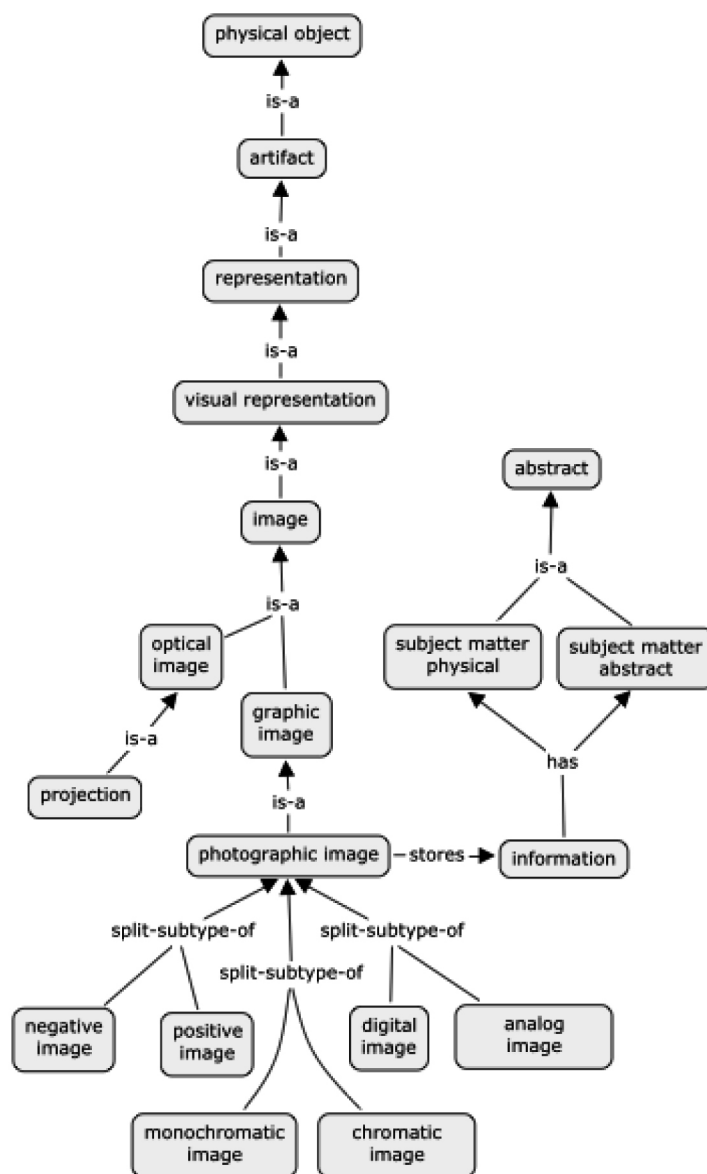 physical object
is-a
artifact
is-a
representation
is-a
visual representation
is-a
abstract
image
is-a
is-a
optical
image
subject matter
physical
subject matter
abstract
graphic
image
is-a
has
projection
is-a
photographic image
stores
information
split-subtype-of
split-subtype-of
split-subtype-of
negative
image
positive
image
digital
image
analog
image
monochromatic
image
chromatic
image